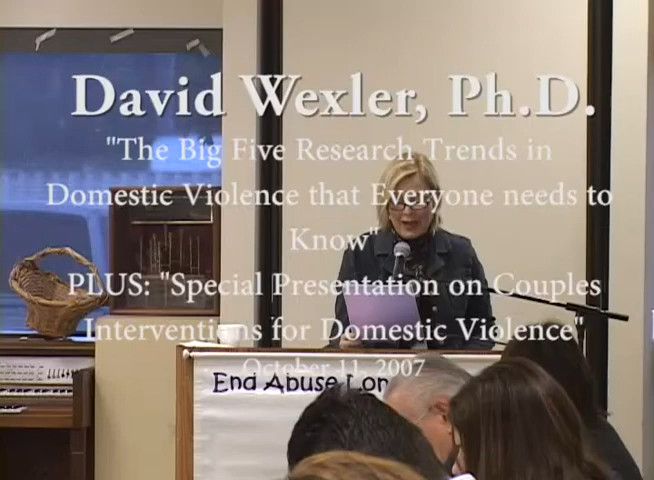 David Wexler, Ph.D.
"The Big Five Research Trends in
Domestic Violence that Everyone needs to
Know"
PLUS: "Special Presentation on Couples
Interventions for Domestic Violence"
October 11, 2007
End Abuse Lon